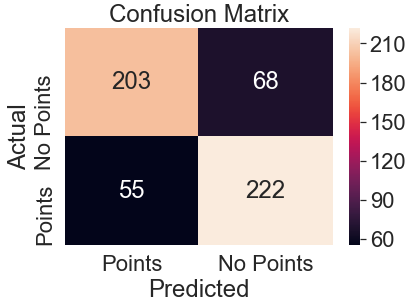 Confusion Matrix
Actual
No Points
Points
203
68
55
222
Points
No Points
Predicted
210
180
150
120
90
60